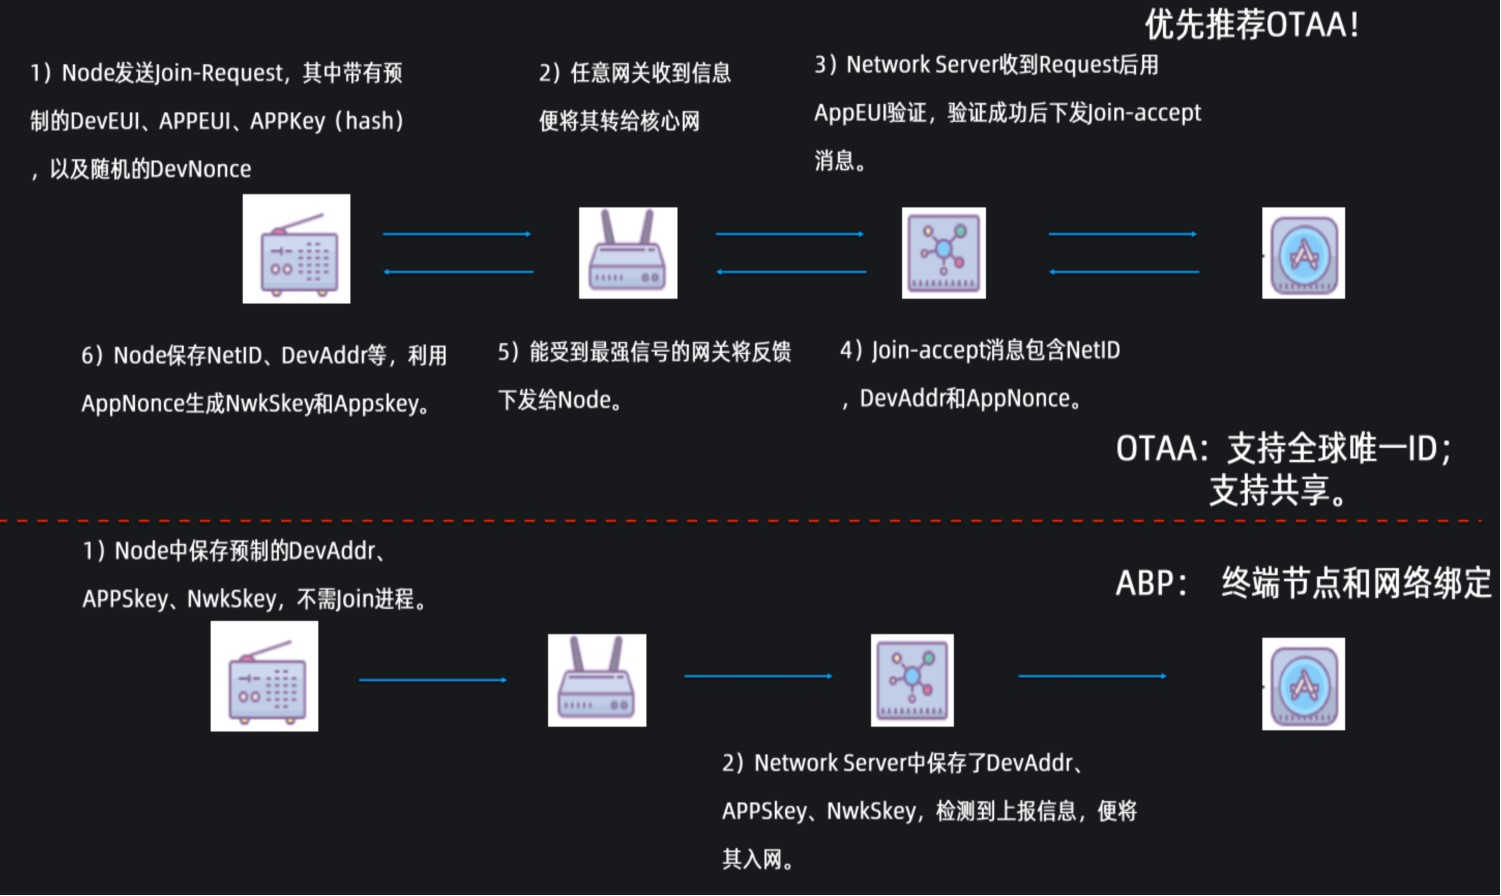 优先推荐OTAA！
1）Node发送Join-Request，其中带有预
制的DevEUI、APPEUI、APPKey（hash）
，以及随机的DevNonce
2）任意网关收到信息
便将其转给核心网
3）Network Server收到Request后用
AppEUI验证，验证成功后下发Join-accept
消息。
6）Node保存NetID、DevAddr等，利用
AppNonce生成NwkSkey和Appskey。
5）能受到最强信号的网关将反馈
下发给Node。
4）Join-accept消息包含NetID
，DevAddr和AppNonce。
OTAA：支持全球唯一ID；
支持共享。
1）Node中保存预制的DevAddr、
APPSkey、NwkSkey，不需Join进程。
ABP： 终端节点和网络绑定
2）Network Server中保存了DevAddr、
APPSkey、NwkSkey，检测到上报信息，便将
其入网。